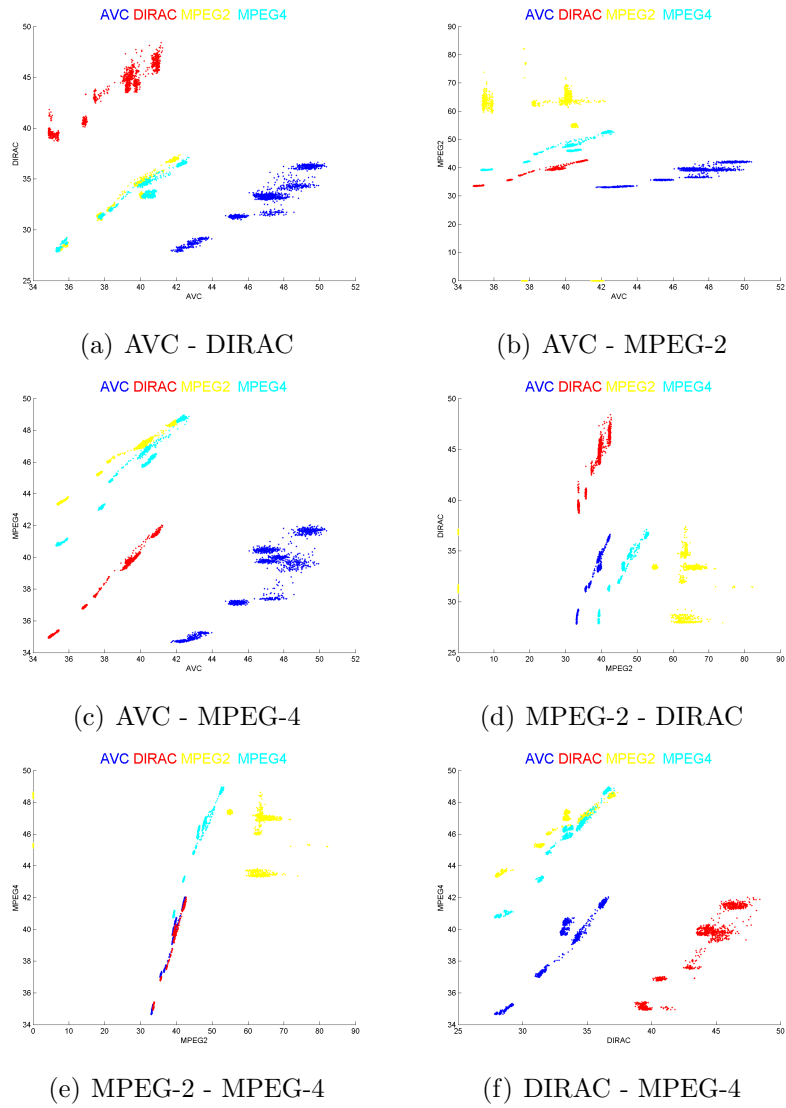 AVC DIRAC MPEG2 MPEG4
AVC DIRAC MPEG2 MPEG4
50
45
40
35
30
25
DIRAC
34 36 38 40 42 44 46 48 50 52
AVC
90
80
70
60
50
40
30
20
10
0
MPEG2
34 36 38 40 42 44 46 48 50 52
AVC
(a) AVC - DIRAC
(b) AVC - MPEG-2
AVC DIRAC MPEG2 MPEG4
AVC DIRAC MPEG2 MPEG4
50
48
46
44
42
40
38
36
34
MPEG4
34 36 38 40 42 44 46 48 50 52
AVC
50
45
40
35
30
25
DIRAC
0 10 20 30 40 50 60 70 80 90
MPEG2
(c) AVC - MPEG-4
(d) MPEG-2 - DIRAC
AVC DIRAC MPEG2 MPEG4
AVC DIRAC MPEG2 MPEG4
50
48
46
44
42
40
38
36
34
MPEG4
0 10 20 30 40 50 60 70 80 90
MPEG2
50
48
46
44
42
40
38
36
34
MPEG4
25 30 35 40 45 50
DIRAC
(e) MPEG-2 - MPEG-4
(f) DIRAC - MPEG-4